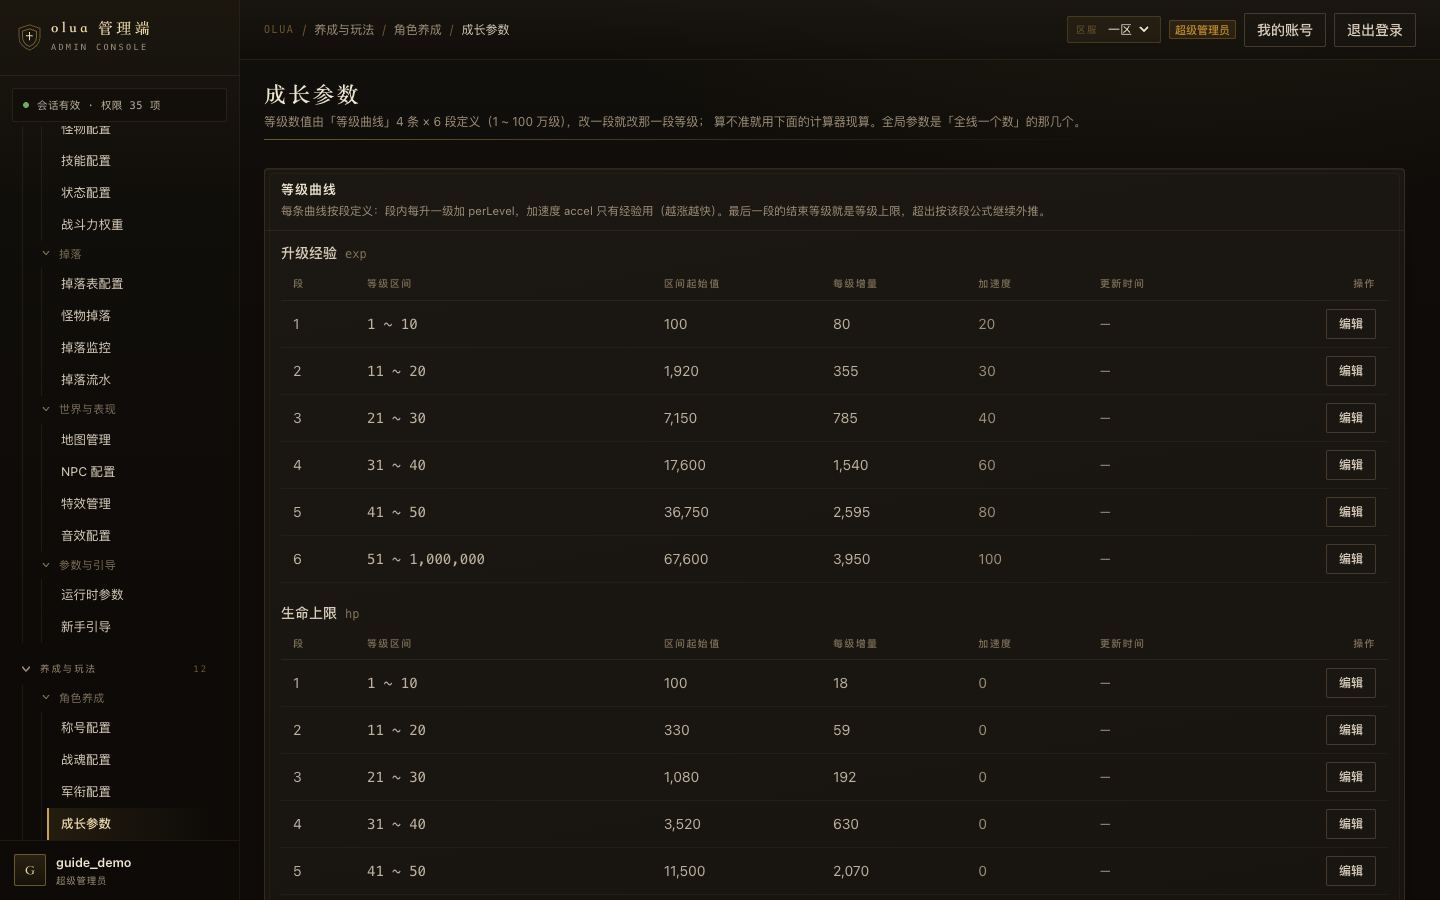 olua 管理端
ADMIN CONSOLE
会话有效 · 权限 35 项
怪物配置
技能配置
状态配置
战斗力权重
掉落
掉落表配置
怪物掉落
掉落监控
掉落流水
世界与表现
地图管理
NPC 配置
特效管理
音效配置
参数与引导
运行时参数
新手引导
养成与玩法 12
角色养成
称号配置
战魂配置
军衔配置
成长参数
G guide_demo
超级管理员
OLUA / 养成与玩法 / 角色养成 / 成长参数
区服 一区 超级管理员 我的账号 退出登录
成长参数
等级数值由「等级曲线」4 条 × 6 段定义（1 ~ 100 万级），改一段就改那一段等级； 算不准就用下面的计算器现算。全局参数是「全线一个数」的那几个。
等级曲线
每条曲线按段定义：段内每升一级加 perLevel，加速度 accel 只有经验用（越涨越快）。最后一段的结束等级就是等级上限，超出按该段公式继续外推。
升级经验 exp
段 等级区间 区间起始值 每级增量 加速度 更新时间 操作
1 1 ~ 10 100 80 20 — 编辑
2 11 ~ 20 1,920 355 30 — 编辑
3 21 ~ 30 7,150 785 40 — 编辑
4 31 ~ 40 17,600 1,540 60 — 编辑
5 41 ~ 50 36,750 2,595 80 — 编辑
6 51 ~ 1,000,000 67,600 3,950 100 — 编辑
生命上限 hp
段 等级区间 区间起始值 每级增量 加速度 更新时间 操作
1 1 ~ 10 100 18 0 — 编辑
2 11 ~ 20 330 59 0 — 编辑
3 21 ~ 30 1,080 192 0 — 编辑
4 31 ~ 40 3,520 630 0 — 编辑
5 41 ~ 50 11,500 2,070 0 — 编辑